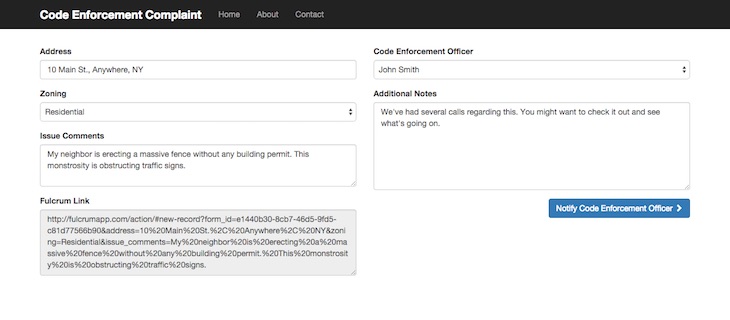 Code Enforcement Complaint Home About Contact
Address
10 Main St., Anywhere, NY
Zoning
Residential
Issue Comments
My neighbor is erecting a massive fence without any building permit. This
monstrosity is obstructing traffic signs.
Fulcrum Link
http://fulcrumapp.com/action/#new-record?form_id=e1440b30-8cb7-46d5-9fd5-
c81d77566b90&address=10%20Main%20St.%2C%20Anywhere%2C%20NY&zoni
ng=Residential&issue_comments=My%20neighbor%20is%20erecting%20a%20mas
sive%20fence%20without%20any%20building%20permit.%20This%20monstrosit
y%20is%20obstructing%20traffic%20signs.
Code Enforcement Officer
John Smith
Additional Notes
We've had several calls regarding this. You might want to check it out and see
what's going on.
Notify Code Enforcement Officer